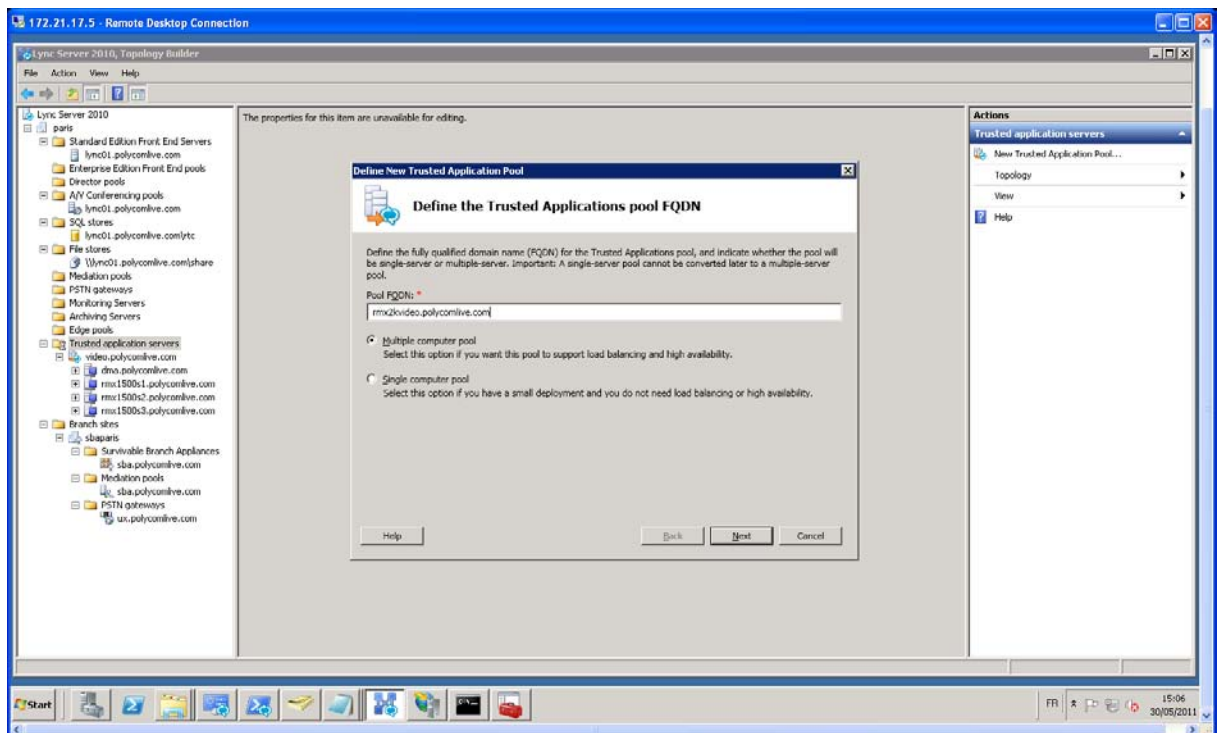 172.21.17.5 - Remote Desktop Connection
Lync Server 2010, Topology Builder
File Action View Help
Lync Server 2010
paris
Standard Edition Front End Servers
lync01.polycomlive.com
Enterprise Edition Front End pools
Director pools
A/V Conferencing pools
lync01.polycomlive.com
SQL stores
lync01.polycomlive.com\rtc
File stores
\\lync01.polycomlive.com\share
Mediation pools
PSTN gateways
Monitoring Servers
Archiving Servers
Edge pools
Trusted application servers
video.polycomlive.com
dma.polycomlive.com
rmx1500s1.polycomlive.com
rmx1500s2.polycomlive.com
rmx1500s3.polycomlive.com
Branch sites
sbaparis
Survivable Branch Appliances
sba.polycomlive.com
Mediation pools
sba.polycomlive.com
PSTN gateways
ux.polycomlive.com
The properties for this item are unavailable for editing.
Define New Trusted Application Pool
Define the Trusted Applications pool FQDN
Define the fully qualified domain name (FQDN) for the Trusted Applications pool, and indicate whether the pool will
be single-server or multiple-server. Important: A single-server pool cannot be converted later to a multiple-server
pool.
Pool FQDN: *
rmx2kvideo.polycomlive.com
Multiple computer pool
Select this option if you want this pool to support load balancing and high availability.
Single computer pool
Select this option if you have a small deployment and you do not need load balancing or high availability.
Help Back Next Cancel
Actions
Trusted application servers
New Trusted Application Pool...
Topology
View
Help
Start
FR
15:06
30/05/2011